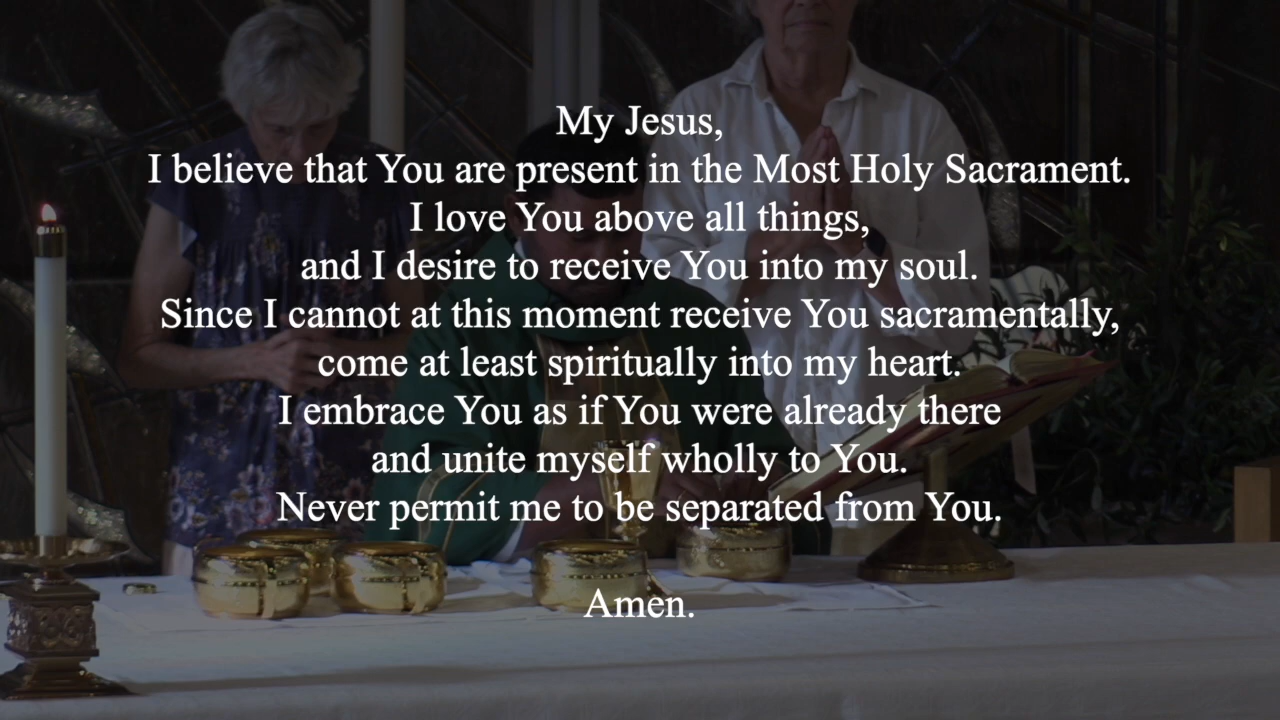 My Jesus,
I believe that You are present in the Most Holy Sacrament.
I love You above all things,
and I desire to receive You into my soul.
Since I cannot at this moment receive You sacramentally,
come at least spiritually into my heart.
I embrace You as if You were already there
and unite myself wholly to You.
Never permit me to be separated from You.
Amen.